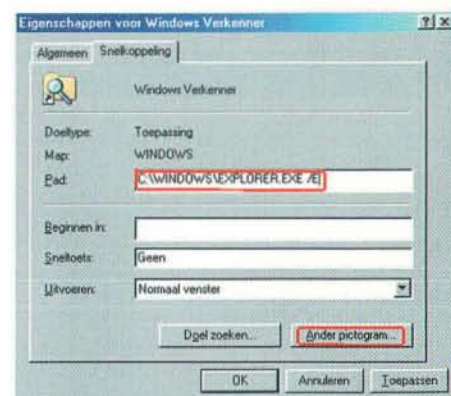 Eigenschappen voor Windows Verkenner
Algemeen Snelkoppeling
Windows Verkenner
Doeltype: Toepassing
Map: WINDOWS
Pad: C:\WINDOWS\EXPLORER.EXE /E
Beginnen in:
Sneltoets: Geen
Uitvoeren: Normaal venster
Doel zoeken... Ander pictogram...
OK Annuleren Toepassen